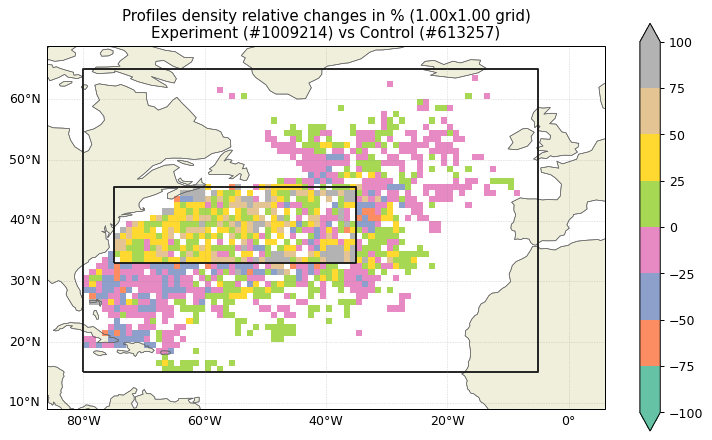 Profiles density relative changes in % (1.00x1.00 grid)
Experiment (#1009214) vs Control (#613257)
60°N
50°N
40°N
30°N
20°N
10°N
80°W
60°W
40°W
20°W
0°
100
75
50
25
0
−25
−50
−75
−100